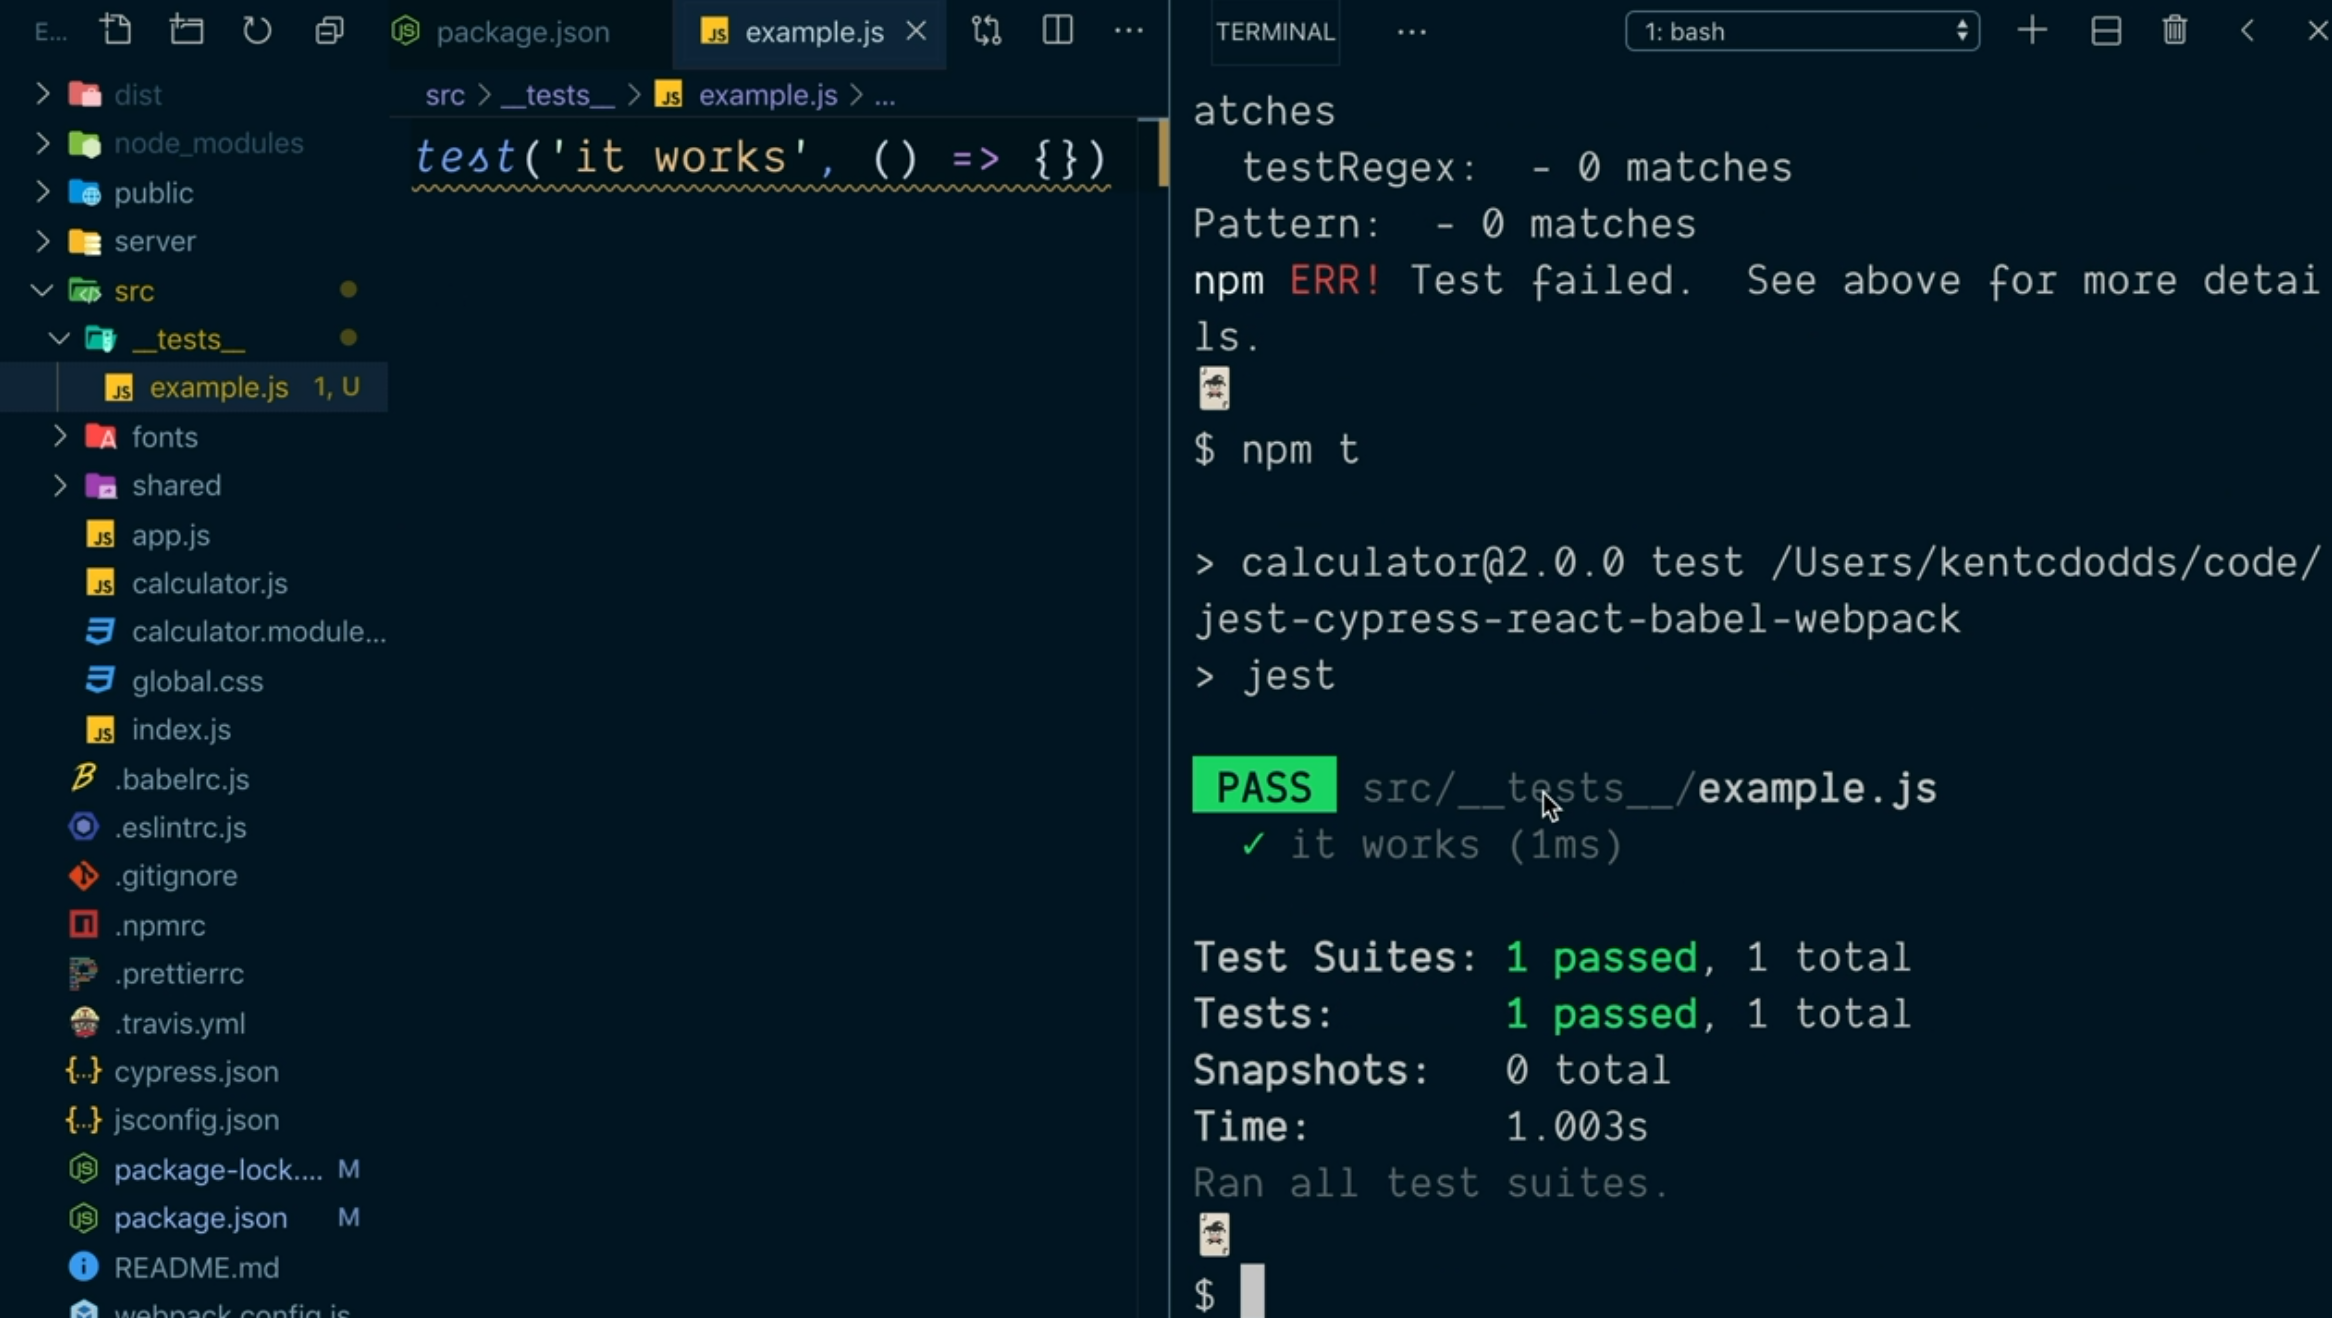 E...
dist
node_modules
public
server
src
__tests__
example.js 1, U
fonts
shared
app.js
calculator.js
calculator.module...
global.css
index.js
.babelrc.js
.eslintrc.js
.gitignore
.npmrc
.prettierrc
.travis.yml
cypress.json
jsconfig.json
package-lock.... M
package.json M
README.md
webpack.config.js
package.json
example.js
src > __tests__ > JS example.js > ...
test('it works', () => {})
TERMINAL
1: bash
atches
testRegex: - 0 matches
Pattern: - 0 matches
npm ERR! Test failed. See above for more detai
ls.
$ npm t
> calculator@2.0.0 test /Users/kentcdodds/code/
jest-cypress-react-babel-webpack
> jest
PASS src/__tests__/example.js
✓ it works (1ms)
Test Suites: 1 passed, 1 total
Tests: 1 passed, 1 total
Snapshots: 0 total
Time: 1.003s
Ran all test suites.
$